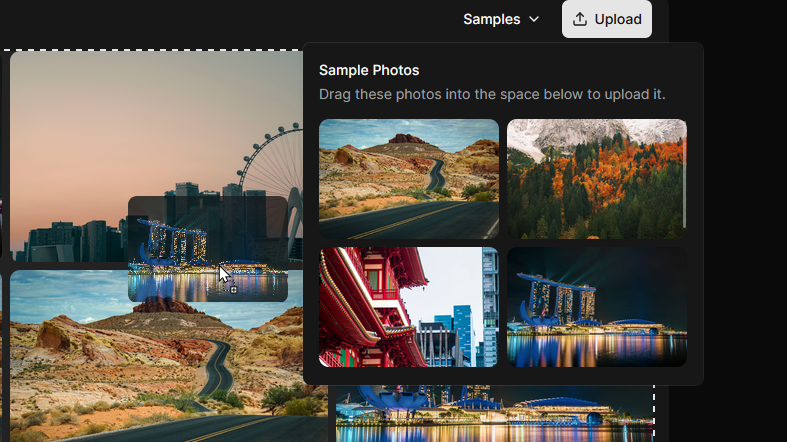 Samples
Upload
Sample Photos
Drag these photos into the space below to upload it.